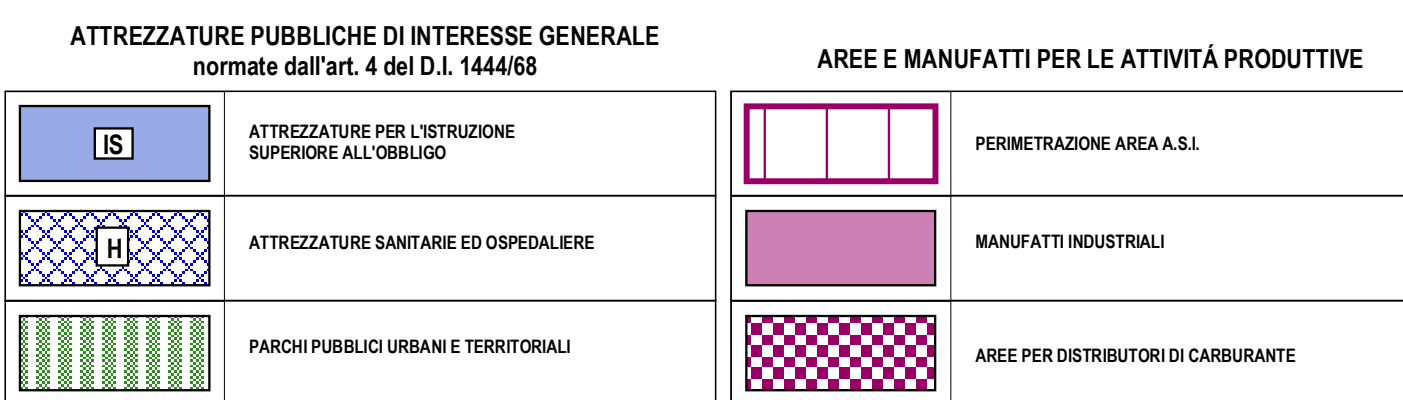 ATTREZZATURE PUBBLICHE DI INTERESSE GENERALE
normate dall'art. 4 del D.I. 1444/68
IS
ATTREZZATURE PER L'ISTRUZIONE
SUPERIORE ALL'OBBLIGO
H
ATTREZZATURE SANITARIE ED OSPEDALIERE
PARCHI PUBBLICI URBANI E TERRITORIALI
AREE E MANUFATTI PER LE ATTIVITÁ PRODUTTIVE
PERIMETRAZIONE AREA A.S.I.
MANUFATTI INDUSTRIALI
AREE PER DISTRIBUTORI DI CARBURANTE